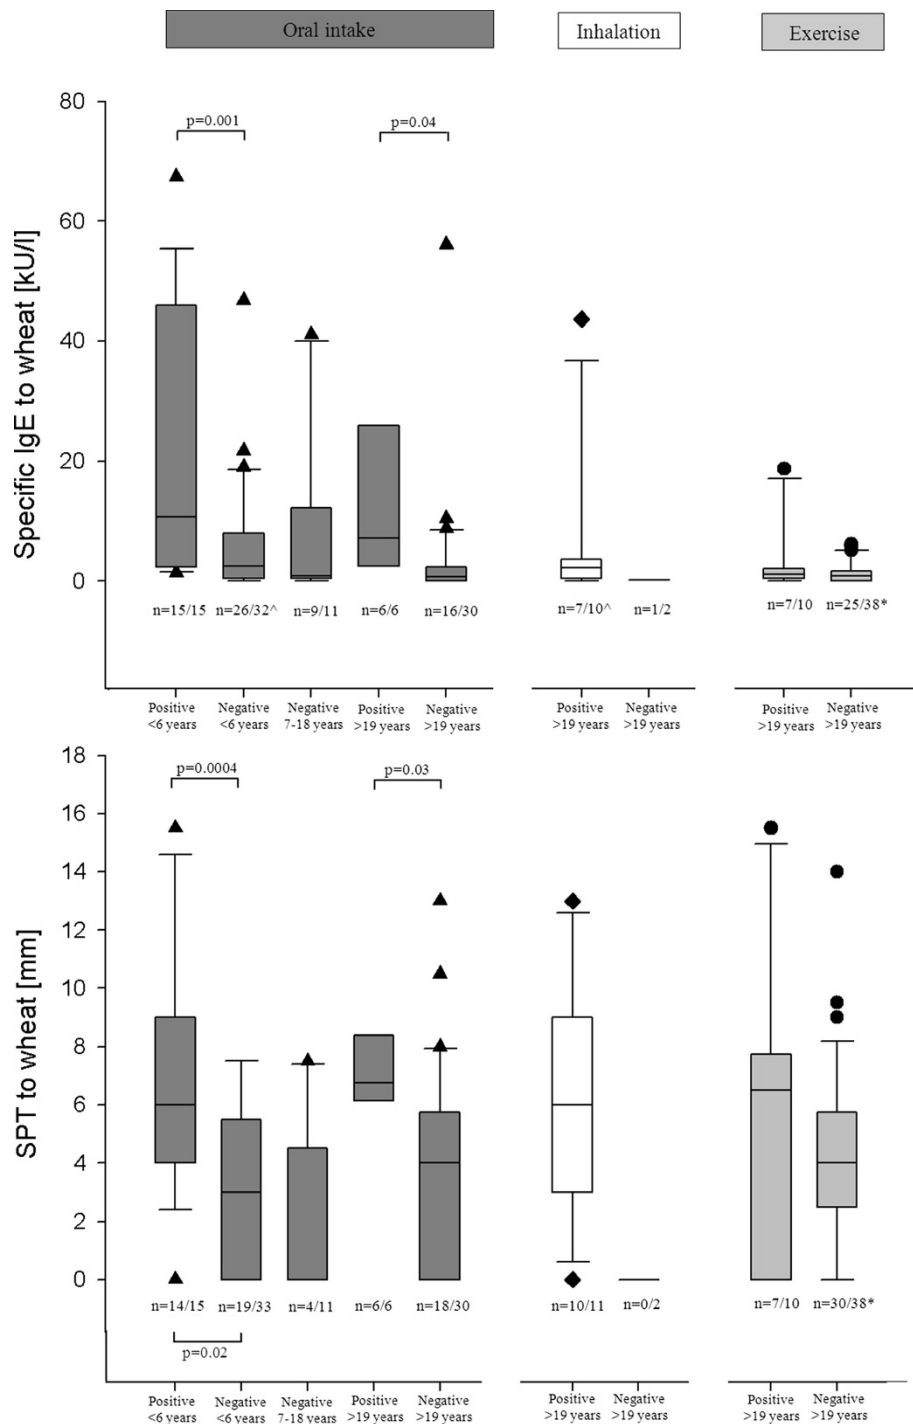 Oral intake
Inhalation
Exercise
Specific IgE to wheat [kU/l]
80
60
40
20
0
p=0.001
p=0.04
n=15/15 n=26/32^ n=9/11 n=6/6 n=16/30 n=7/10^ n=1/2 n=7/10 n=25/38*
Positive Negative Negative Positive Negative Positive Negative Positive Negative
<6 years <6 years 7-18 years >19 years >19 years >19 years >19 years >19 years >19 years
SPT to wheat [mm]
18
16
14
12
10
8
6
4
2
0
p=0.0004
p=0.03
n=14/15 n=19/33 n=4/11 n=6/6 n=18/30 n=10/11 n=0/2 n=7/10 n=30/38*
p=0.02
Positive Negative Negative Positive Negative Positive Negative Positive Negative
<6 years <6 years 7-18 years >19 years >19 years >19 years >19 years >19 years >19 years